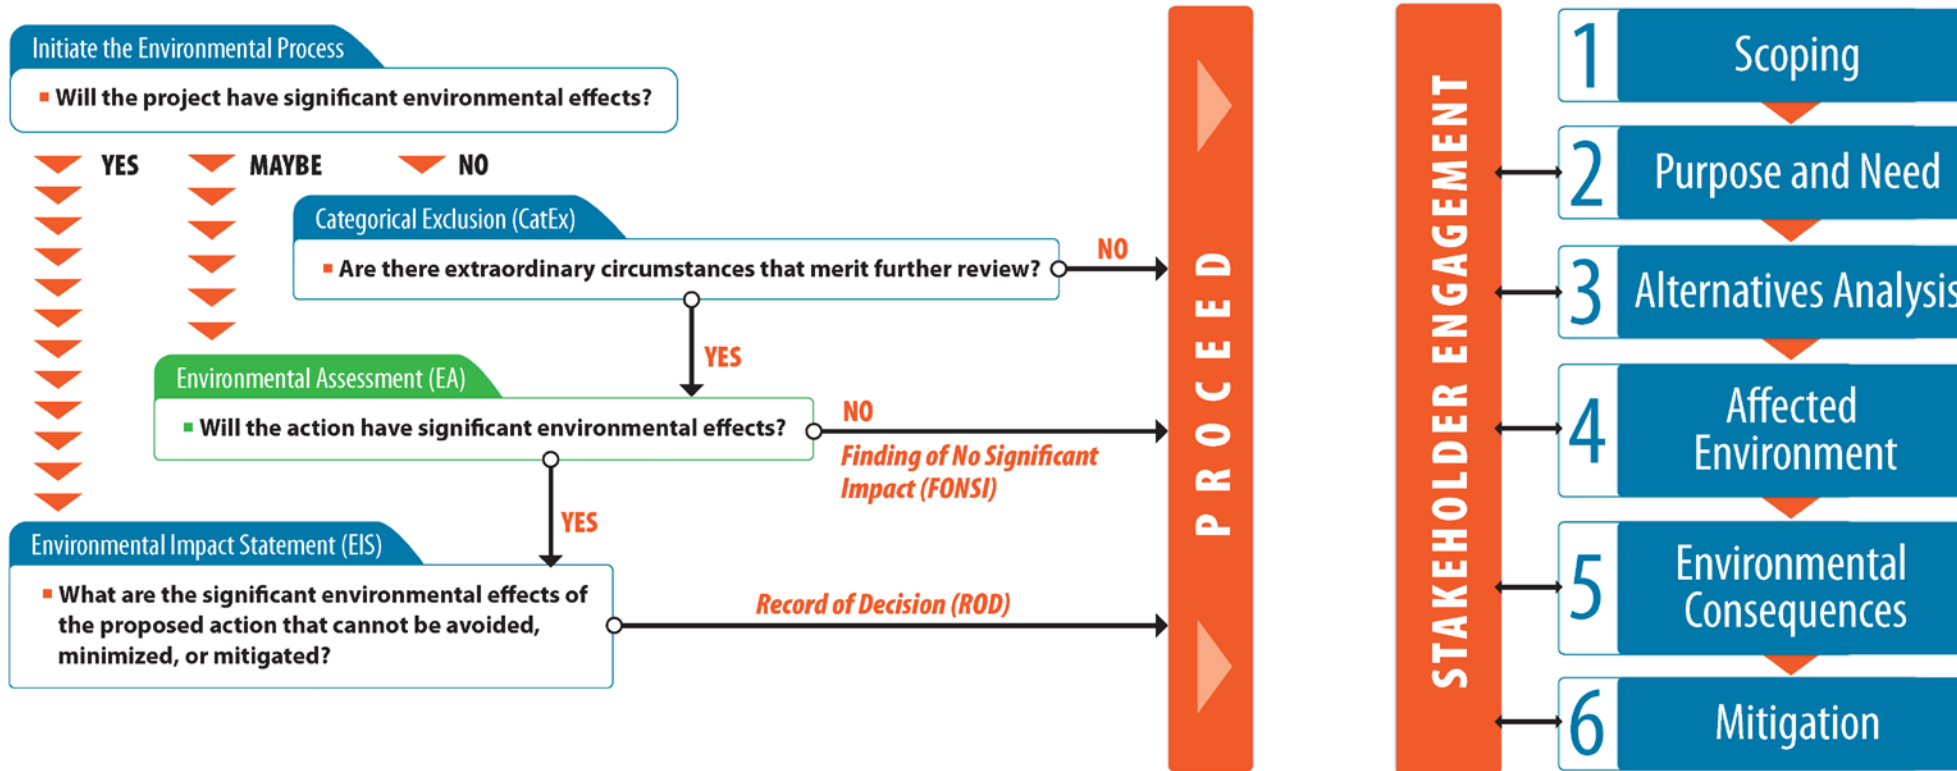 Initiate the Environmental Process
Will the project have significant environmental effects?
YES
MAYBE
NO
Categorical Exclusion (CatEx)
Are there extraordinary circumstances that merit further review?
NO
YES
Environmental Assessment (EA)
Will the action have significant environmental effects?
NO
Finding of No Significant
Impact (FONSI)
YES
Environmental Impact Statement (EIS)
What are the significant environmental effects of
the proposed action that cannot be avoided,
minimized, or mitigated?
Record of Decision (ROD)
PROCEED
STAKEHOLDER ENGAGEMENT
1 Scoping
2 Purpose and Need
3 Alternatives Analysis
4 Affected
Environment
5 Environmental
Consequences
6 Mitigation